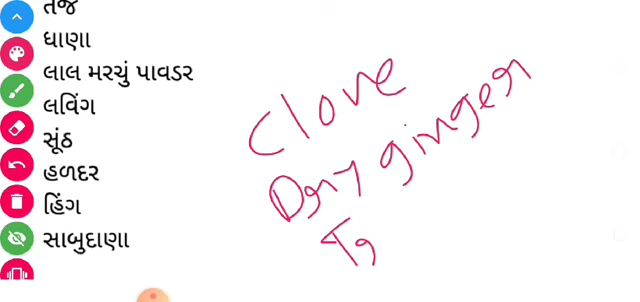 તજ
ધાણા
લાલ મરચું પાવડર
લવિંગ
સૂંઠ
હળદર
હિંગ
સાબુદાણા
Clove
Dry ginger